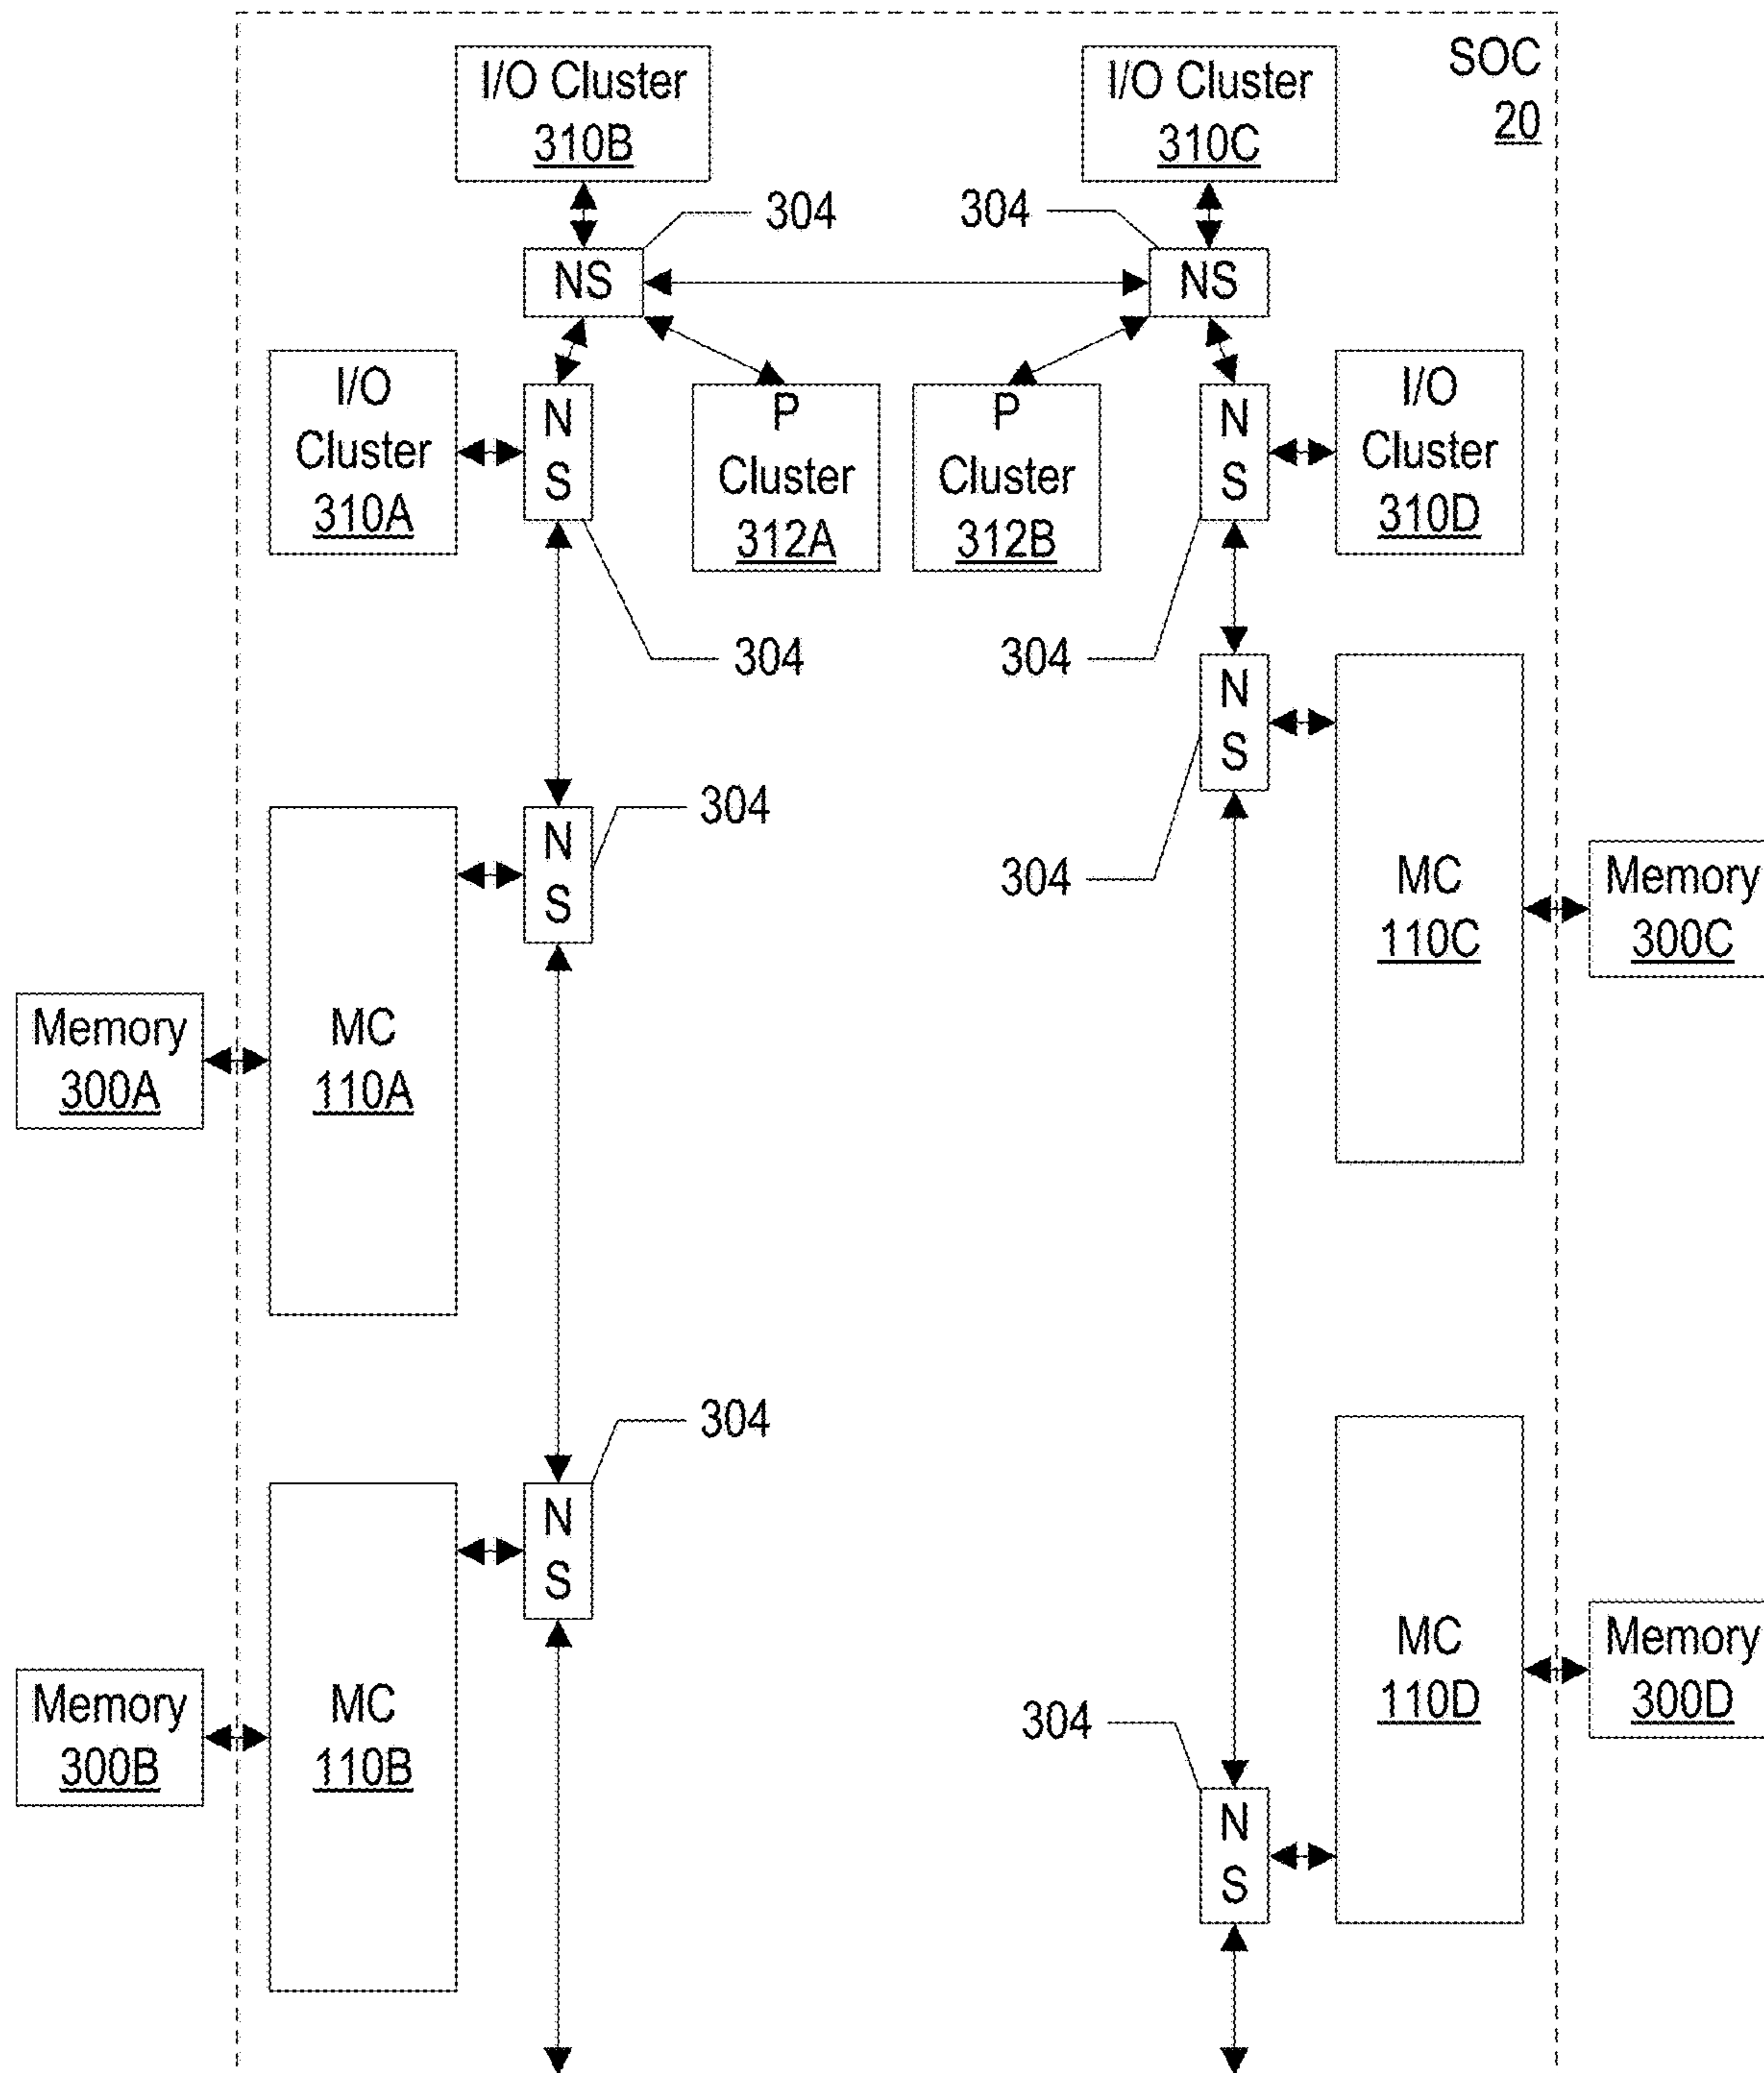 SOC
20
I/O Cluster
310B
I/O Cluster
310C
304
304
NS
NS
I/O
Cluster
310A
N
S
P
Cluster
312A
P
Cluster
312B
N
S
I/O
Cluster
310D
304
304
N
S
304
N
S
304
MC
110C
Memory
300C
Memory
300A
MC
110A
304
N
S
Memory
300B
MC
110B
304
N
S
MC
110D
Memory
300D